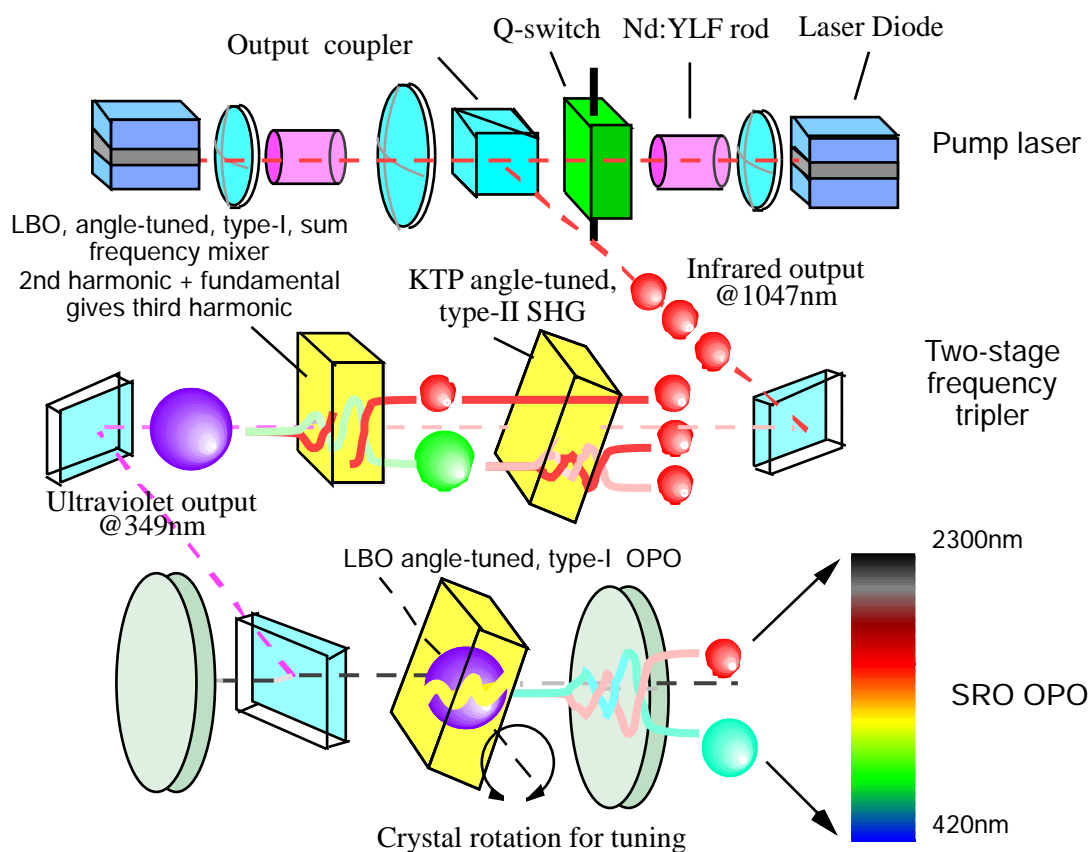 Output coupler
Q-switch
Nd:YLF rod
Laser Diode
Pump laser
LBO, angle-tuned, type-I, sum
frequency mixer
2nd harmonic + fundamental
gives third harmonic
KTP angle-tuned,
type-II SHG
Infrared output
@1047nm
Two-stage
frequency
tripler
Ultraviolet output
@349nm
LBO angle-tuned, type-I OPO
2300nm
SRO OPO
420nm
Crystal rotation for tuning